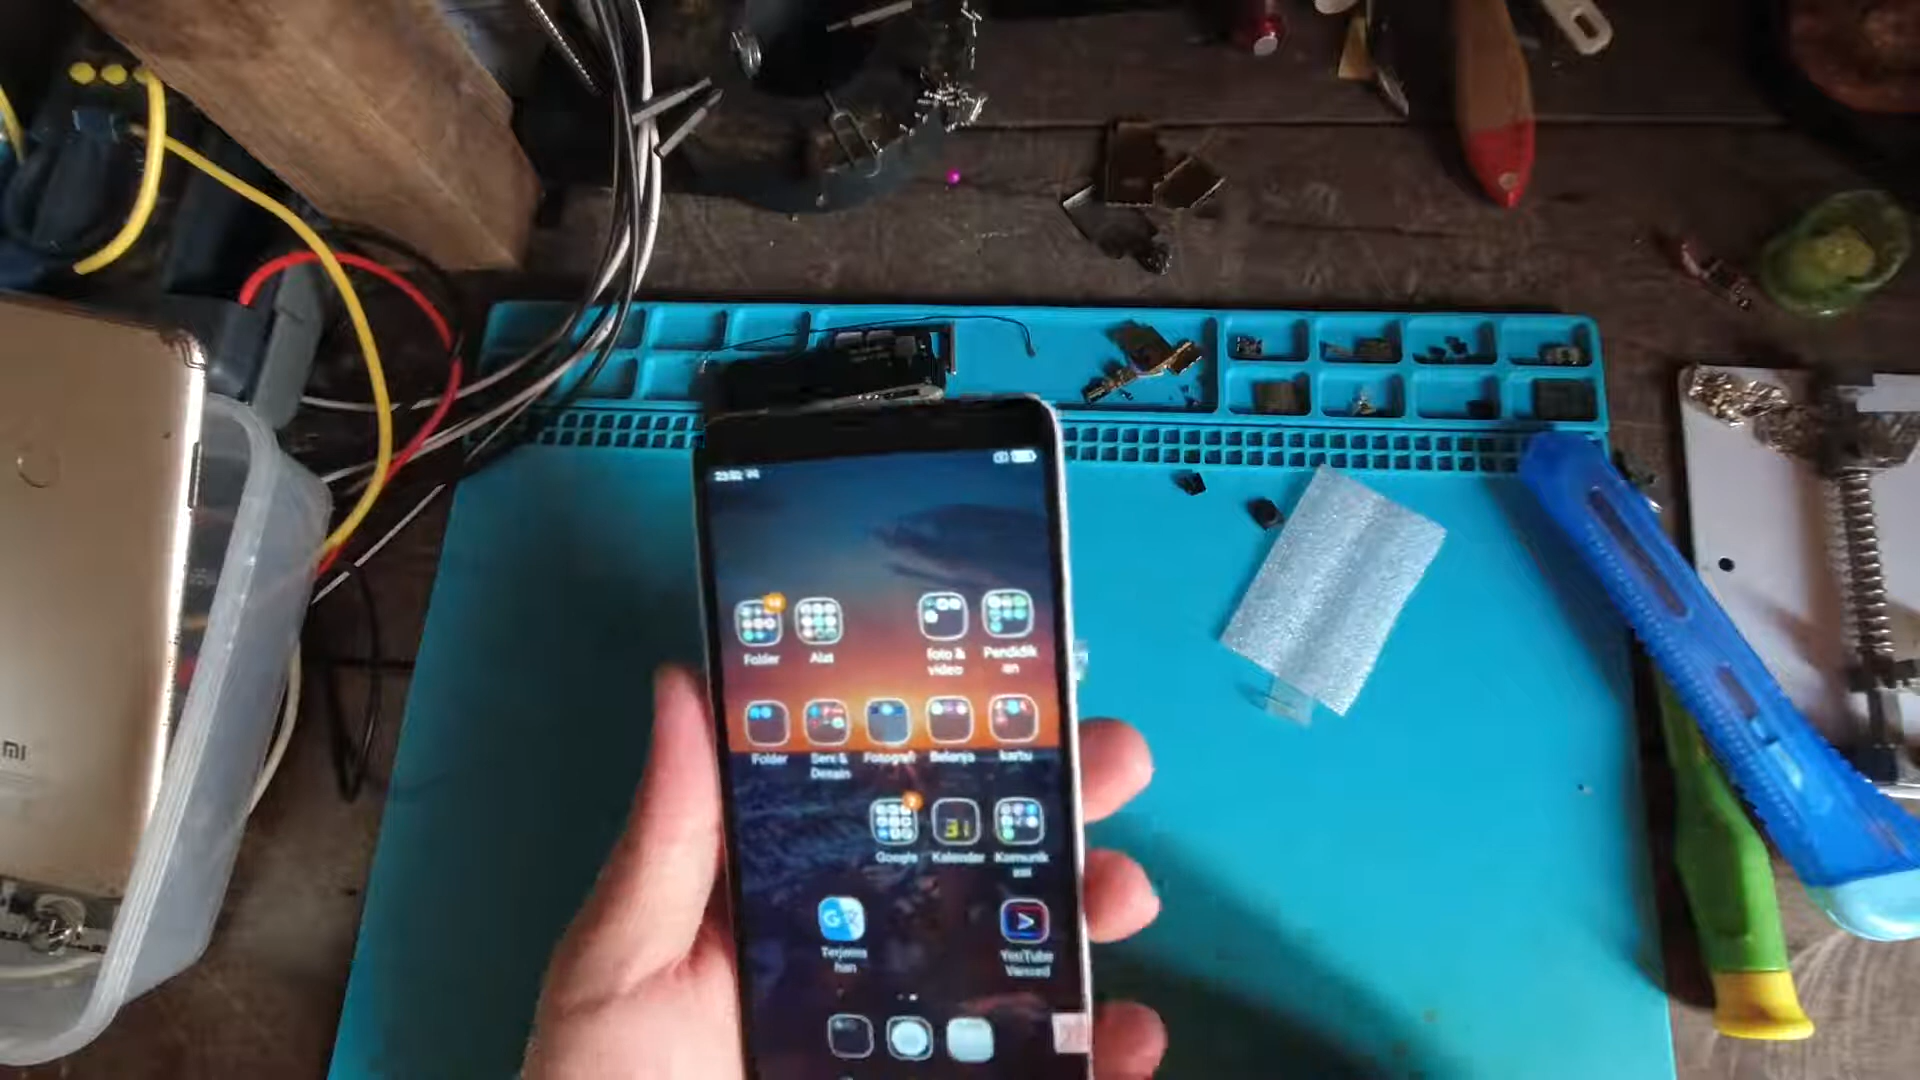 Folder
Alat
foto &
video
Pendidik
an
Folder
Seni &
Desain
Fotografi
Belanja
kartu
Google
31
Kalender
Komunik
asi
G
Terjema
han
YouTube
Vanced
mi